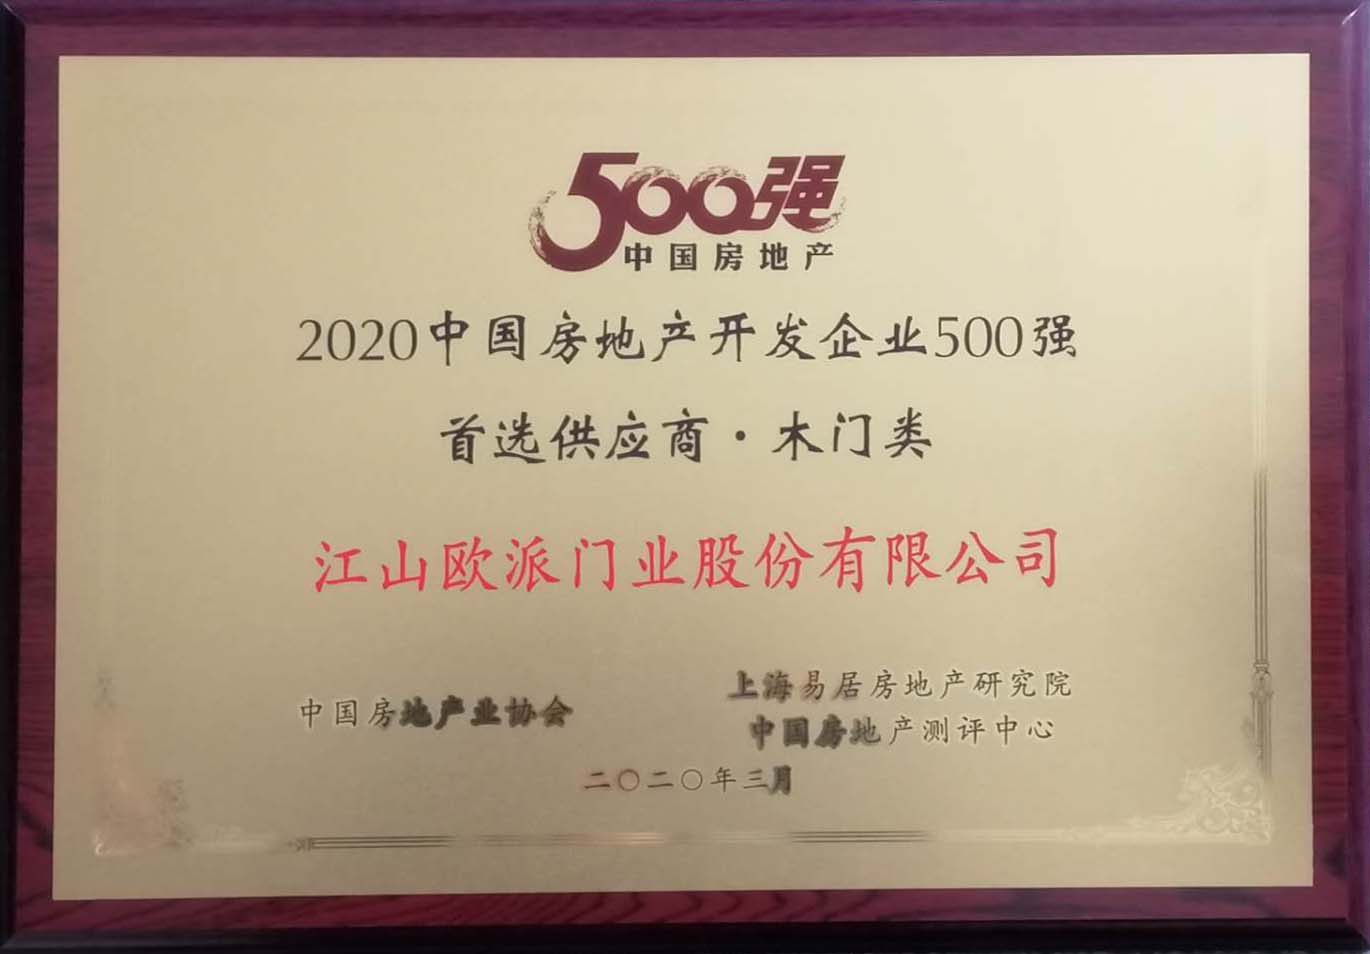 500强
中国房地产
2020中国房地产开发企业500强
首选供应商·木门类
江山欧派门业股份有限公司
中国房地产业协会
上海易居房地产研究院
中国房地产测评中心
二〇二〇年三月